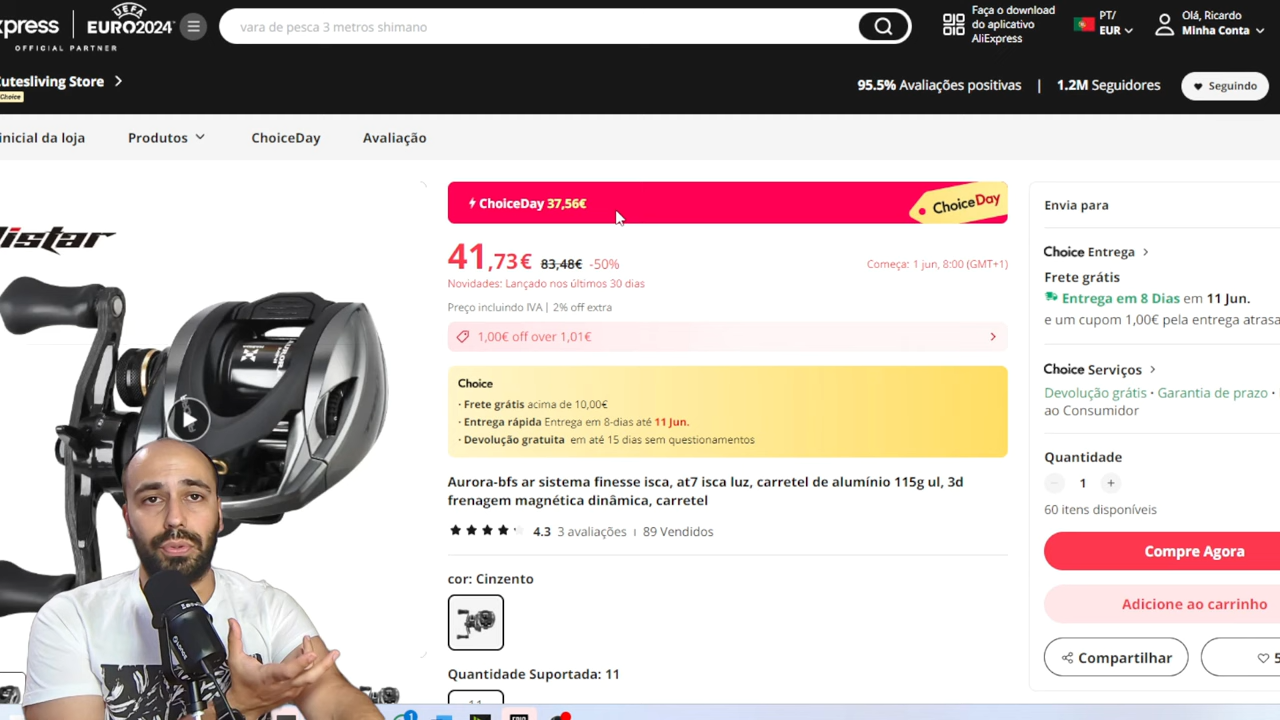 xpress
UEFA
EURO2024
OFFICIAL PARTNER
vara de pesca 3 metros shimano
Faça o download
do aplicativo
AliExpress
PT/
EUR
Olá, Ricardo
Minha Conta
utesliving Store
Choice
95.5% Avaliações positivas | 1.2M Seguidores
Seguindo
inicial da loja
Produtos
ChoiceDay
Avaliação
listar
ChoiceDay 37,56€
ChoiceDay
41,73€ 83,48€ -50%
Começa: 1 jun, 8:00 (GMT+1)
Novidades: Lançado nos últimos 30 dias
Preço incluindo IVA | 2% off extra
1,00€ off over 1,01€
Choice
· Frete grátis acima de 10,00€
· Entrega rápida Entrega em 8-dias até 11 Jun.
· Devolução gratuita em até 15 dias sem questionamentos
Aurora-bfs ar sistema finesse isca, at7 isca luz, carretel de alumínio 115g ul, 3d
frenagem magnética dinâmica, carretel
4.3 3 avaliações | 89 Vendidos
cor: Cinzento
Quantidade Suportada: 11
11
Envia para
Choice Entrega
Frete grátis
Entrega em 8 Dias em 11 Jun.
e um cupom 1,00€ pela entrega atrasa
Choice Serviços
Devolução grátis · Garantia de prazo ·
ao Consumidor
Quantidade
1
60 itens disponíveis
Compre Agora
Adicione ao carrinho
Compartilhar
5